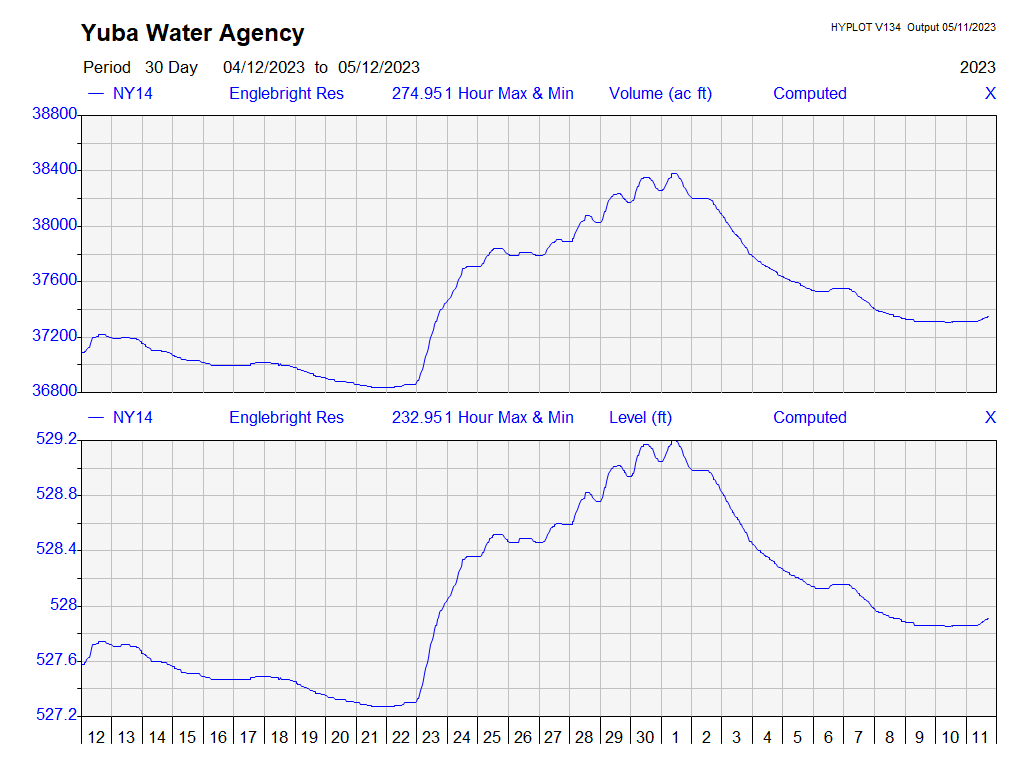 Yuba Water Agency
HYPLOT V134 Output 05/11/2023
Period 30 Day 04/12/2023 to 05/12/2023
2023
NY14 Englebright Res 274.951 Hour Max & Min Volume (ac ft) Computed X
38800
38400
38000
37600
37200
36800
NY14 Englebright Res 232.951 Hour Max & Min Level (ft) Computed X
529.2
528.8
528.4
528
527.6
527.2
12 13 14 15 16 17 18 19 20 21 22 23 24 25 26 27 28 29 30 1 2 3 4 5 6 7 8 9 10 11